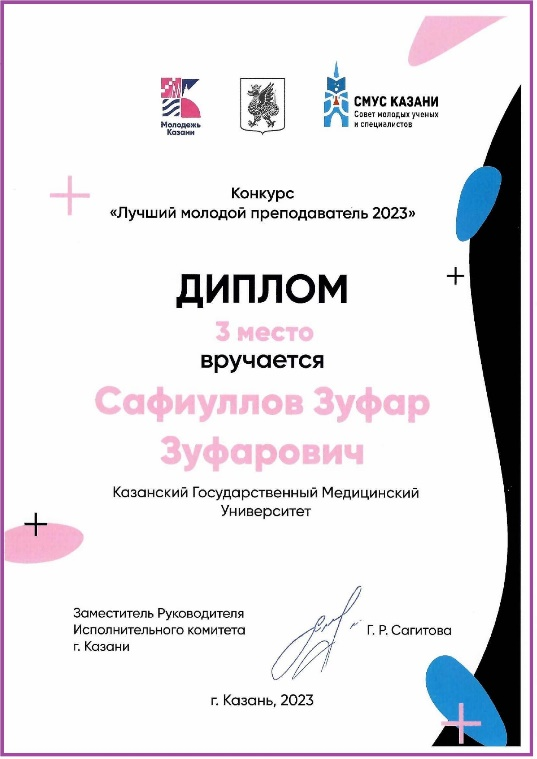 Молодежь
Казани
СМУС КАЗАНИ
Совет молодых ученых
и специалистов
Конкурс
«Лучший молодой преподаватель 2023»
ДИПЛОМ
3 место
вручается
Сафиуллов Зуфар
Зуфарович
Казанский Государственный Медицинский
Университет
Заместитель Руководителя
Исполнительного комитета
г. Казани
Г. Р. Сагитова
г. Казань, 2023